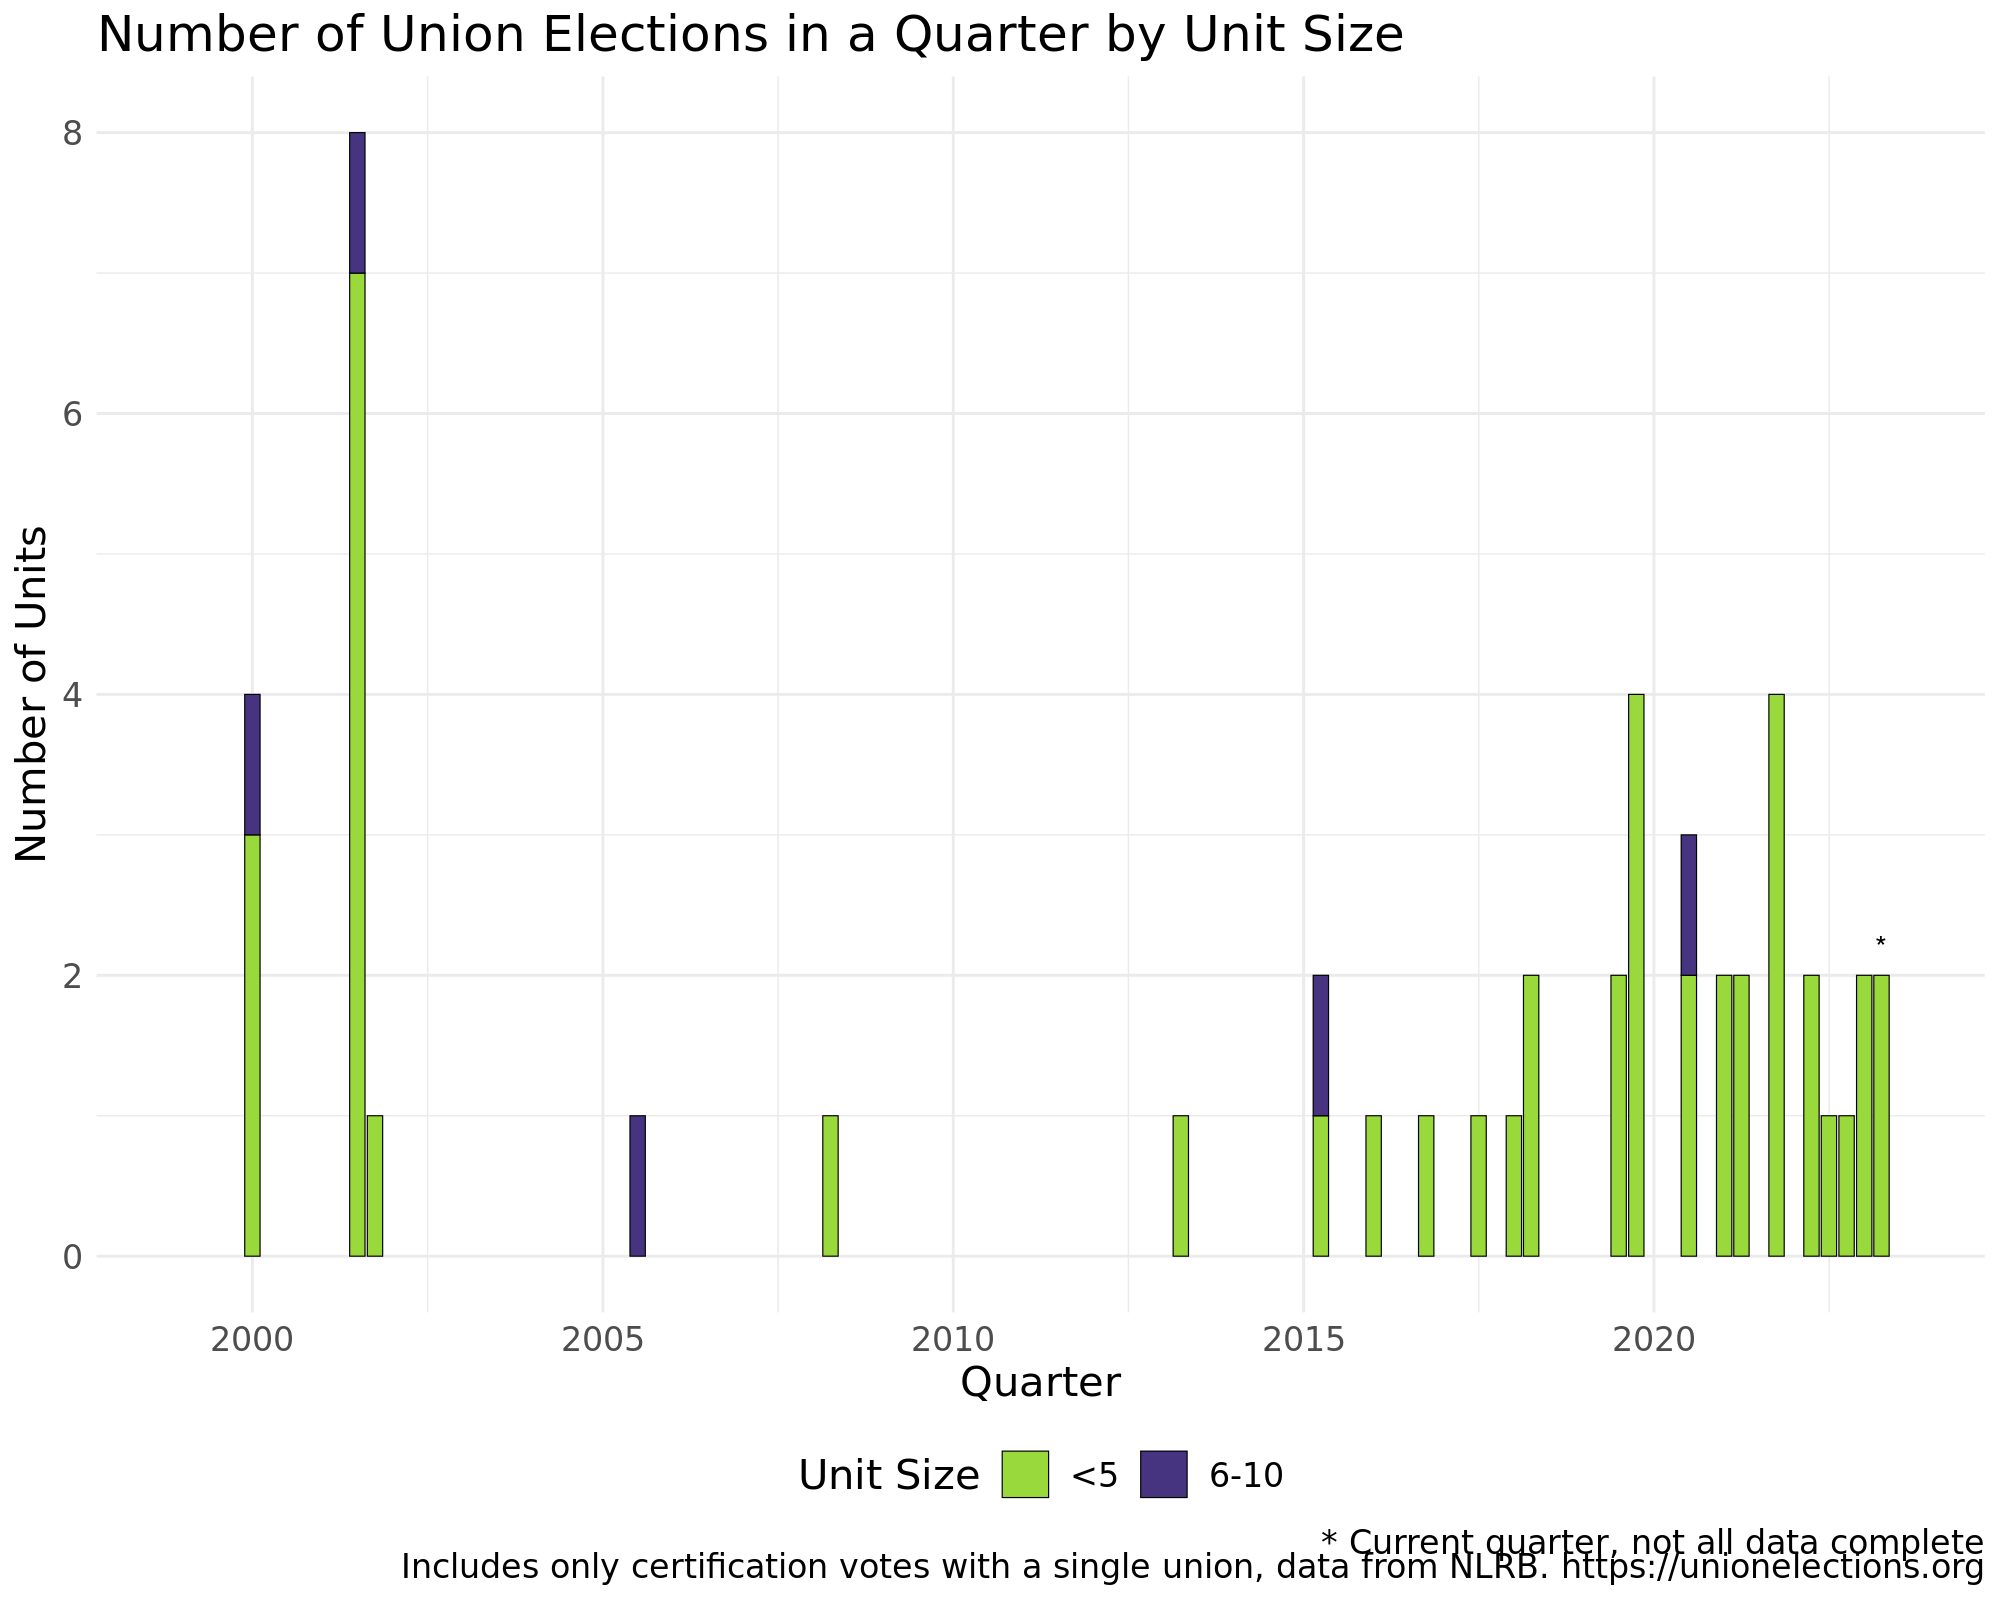 Number of Union Elections in a Quarter by Unit Size
8
6
4
2
0
Number of Units
*
2000 2005 2010 2015 2020
Quarter
Unit Size <5 6-10
* Current quarter, not all data complete
Includes only certification votes with a single union, data from NLRB. https://unionelections.org